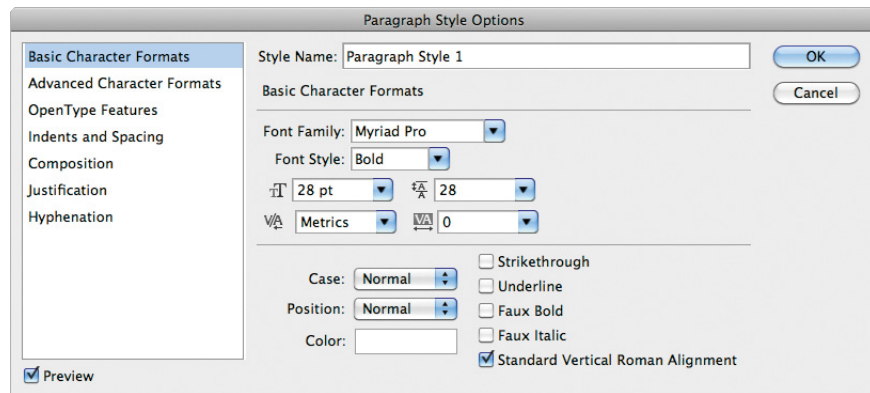 Paragraph Style Options
Basic Character Formats
Advanced Character Formats
OpenType Features
Indents and Spacing
Composition
Justification
Hyphenation
Preview
Style Name: Paragraph Style 1
Basic Character Formats
Font Family: Myriad Pro
Font Style: Bold
28 pt 28
Metrics 0
Case: Normal
Position: Normal
Color:
Strikethrough
Underline
Faux Bold
Faux Italic
Standard Vertical Roman Alignment
OK
Cancel